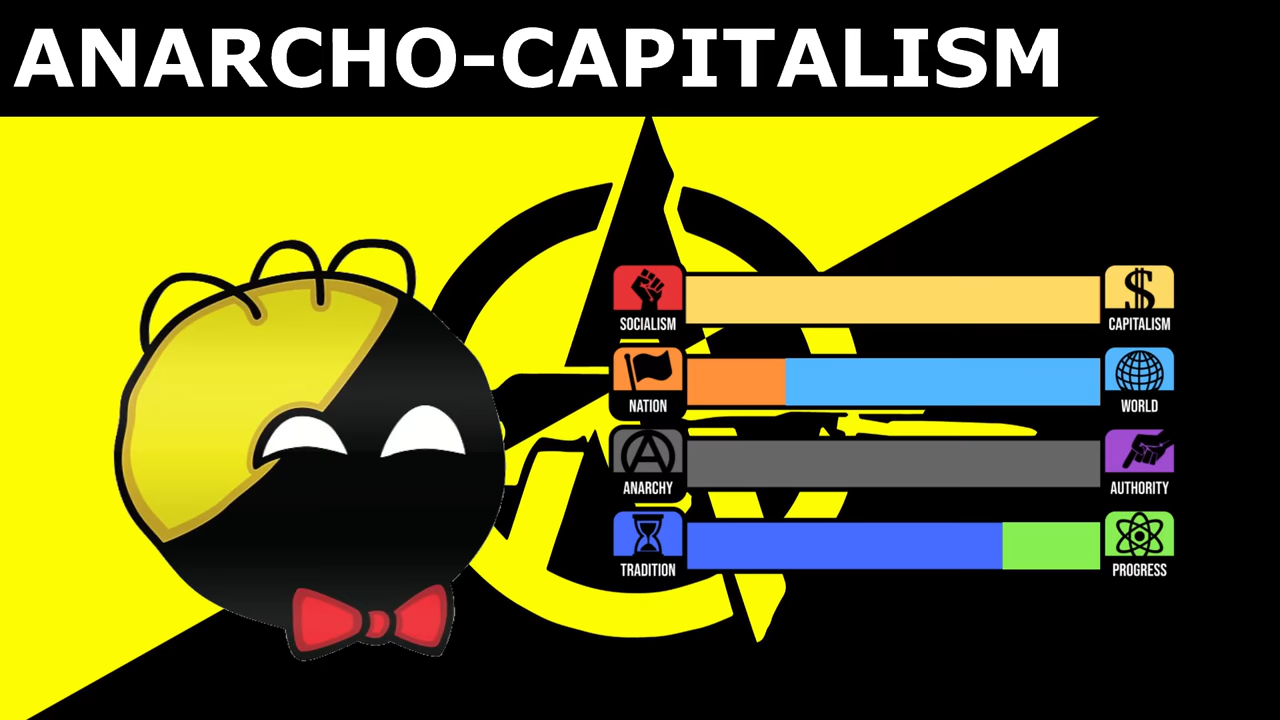 ANARCHO-CAPITALISM
SOCIALISM
CAPITALISM
NATION
WORLD
ANARCHY
AUTHORITY
TRADITION
PROGRESS